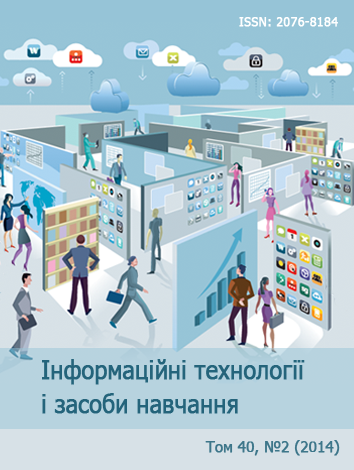 ISSN: 2076-8184
Інформаційні технології
і засоби навчання
Том 40, №2 (2014)